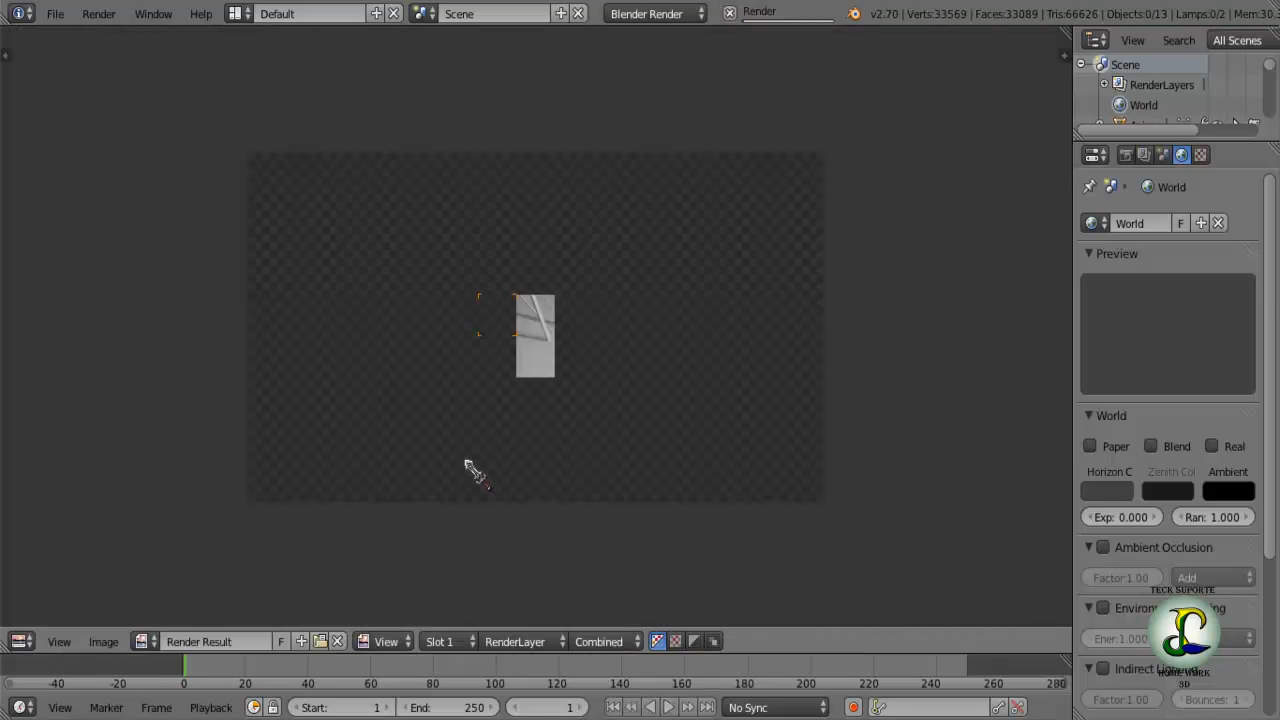 File Render Window Help Default Scene Blender Render Render v2.70 | Verts:33569 | Faces:33089 | Tris:66626 | Objects:0/13 | Lamps:0/2 | Mem:30.
View Search All Scenes
Scene
RenderLayers
World
World
World F
Preview
World
Paper Blend Real
Horizon C Zenith Col Ambient
Exp: 0.000 Ran: 1.000
Ambient Occlusion
Factor:1.00 Add
TECK SUPORTE
Ener:1.000
HOME WORK
3D
Factor:1.00 Bounces: 1
View Image Render Result F View Slot 1 RenderLayer Combined
-40 -20 0 20 40 60 80 100 120 140 160 180 200 220 240 260 280
View Marker Frame Playback Start: 1 End: 250 1 No Sync